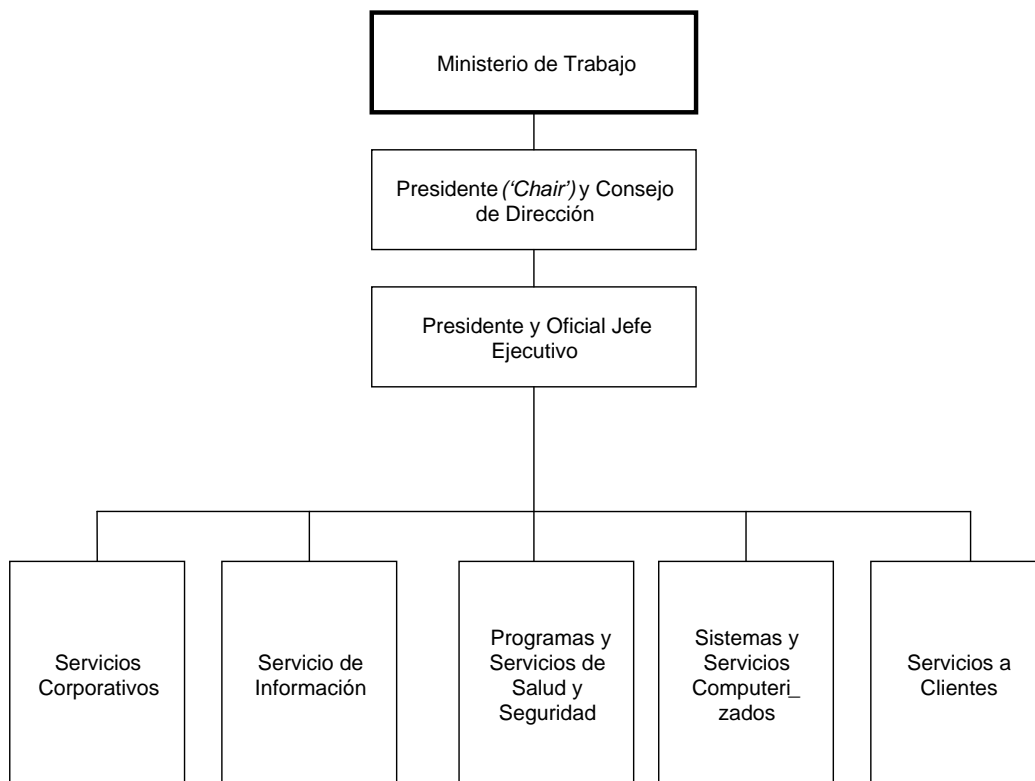 Ministerio de Trabajo
Presidente (‘Chair’) y Consejo
de Dirección
Presidente y Oficial Jefe
Ejecutivo
Servicios
Corporativos
Servicio de
Información
Programas y
Servicios de
Salud y
Seguridad
Sistemas y
Servicios
Computeri_
zados
Servicios a
Clientes